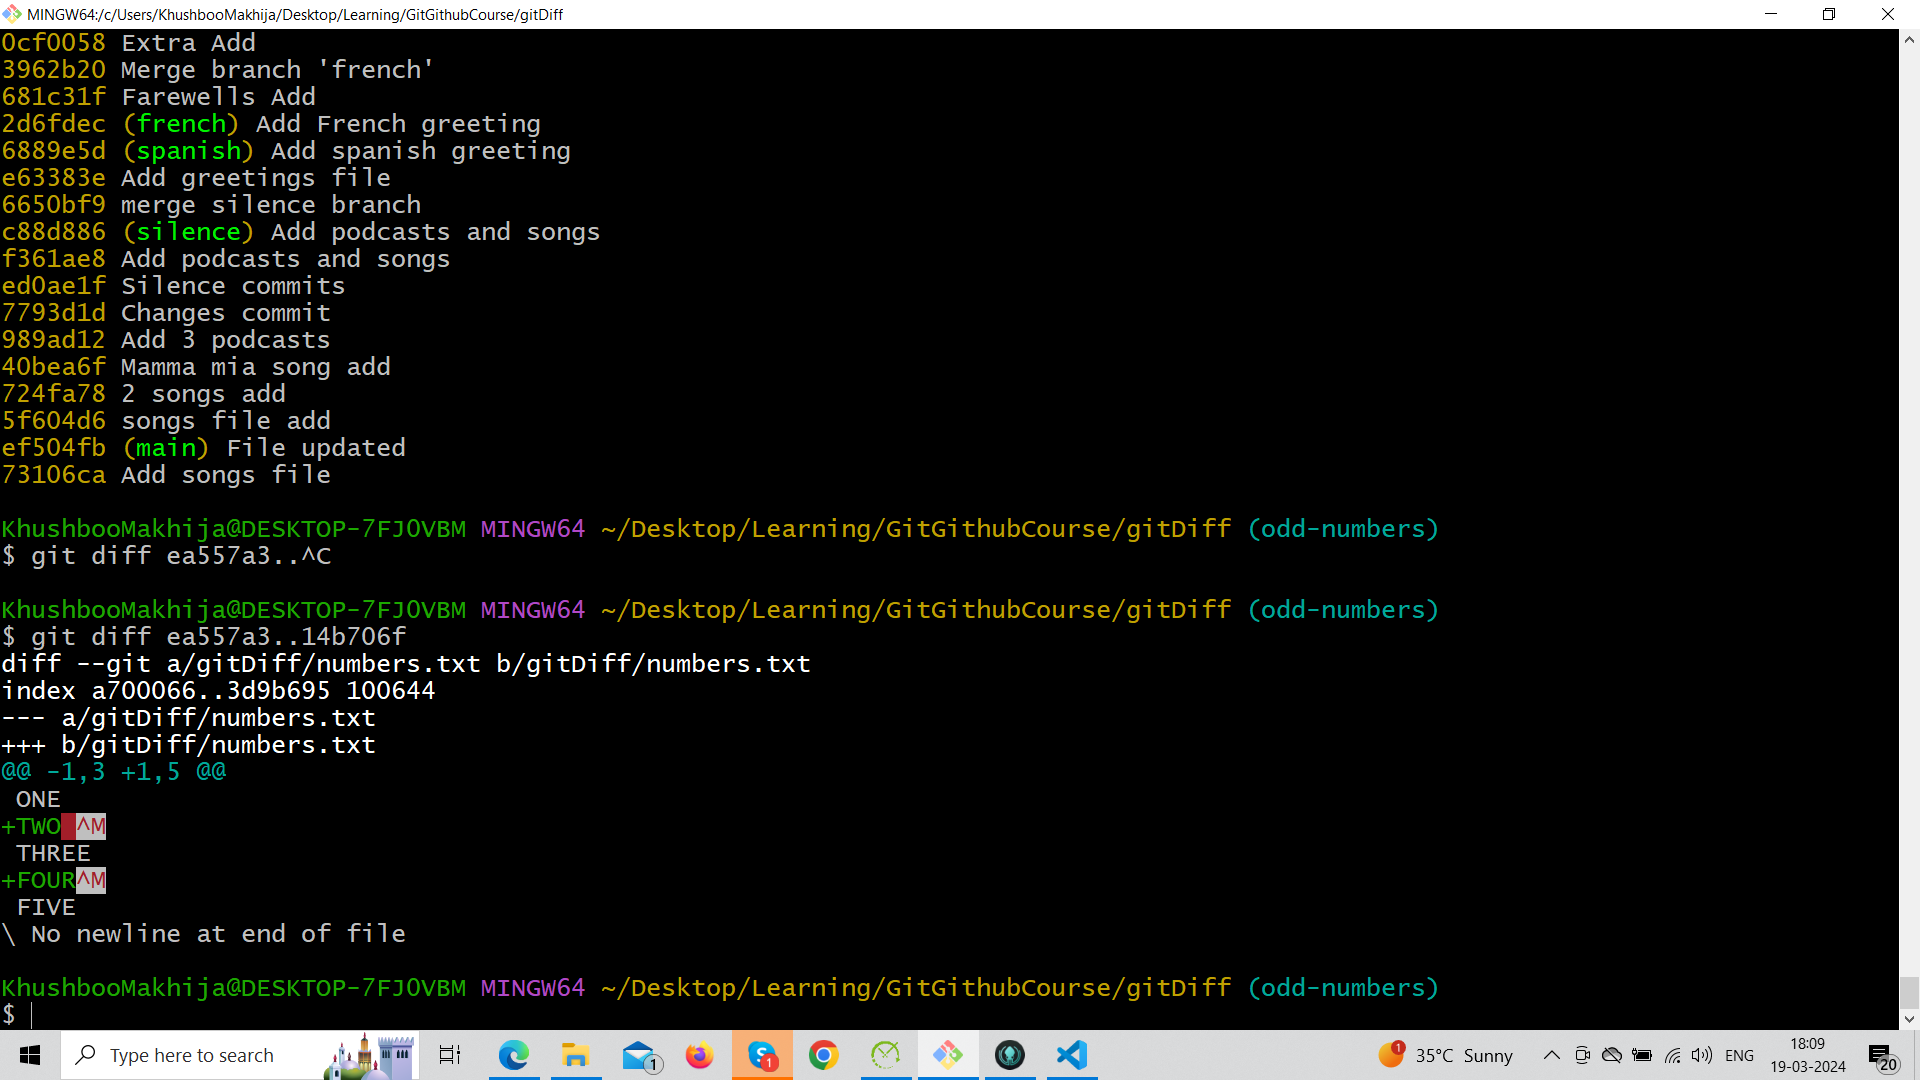 MINGW64:/c/Users/KhushbooMakhija/Desktop/Learning/GitGithubCourse/gitDiff
0cf0058 Extra Add
3962b20 Merge branch 'french'
681c31f Farewells Add
2d6fdec (french) Add French greeting
6889e5d (spanish) Add spanish greeting
e63383e Add greetings file
6650bf9 merge silence branch
c88d886 (silence) Add podcasts and songs
f361ae8 Add podcasts and songs
ed0ae1f Silence commits
7793d1d Changes commit
989ad12 Add 3 podcasts
40bea6f Mamma mia song add
724fa78 2 songs add
5f604d6 songs file add
ef504fb (main) File updated
73106ca Add songs file
KhushbooMakhija@DESKTOP-7FJ0VBM MINGW64 ~/Desktop/Learning/GitGithubCourse/gitDiff (odd-numbers)
$ git diff ea557a3..^C
KhushbooMakhija@DESKTOP-7FJ0VBM MINGW64 ~/Desktop/Learning/GitGithubCourse/gitDiff (odd-numbers)
$ git diff ea557a3..14b706f
diff --git a/gitDiff/numbers.txt b/gitDiff/numbers.txt
index a700066..3d9b695 100644
--- a/gitDiff/numbers.txt
+++ b/gitDiff/numbers.txt
@@ -1,3 +1,5 @@
 ONE
+TWO ^M
 THREE
+FOUR^M
 FIVE
\ No newline at end of file
KhushbooMakhija@DESKTOP-7FJ0VBM MINGW64 ~/Desktop/Learning/GitGithubCourse/gitDiff (odd-numbers)
$
Type here to search
1
1
1
35°C Sunny
ENG
18:09
19-03-2024
20